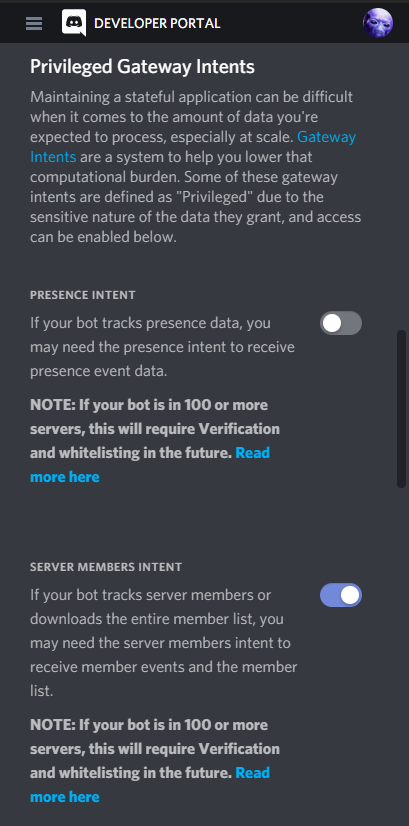 DEVELOPER PORTAL
Privileged Gateway Intents
Maintaining a stateful application can be difficult
when it comes to the amount of data you're
expected to process, especially at scale. Gateway
Intents are a system to help you lower that
computational burden. Some of these gateway
intents are defined as "Privileged" due to the
sensitive nature of the data they grant, and access
can be enabled below.
PRESENCE INTENT
If your bot tracks presence data, you
may need the presence intent to receive
presence event data.
NOTE: If your bot is in 100 or more
servers, this will require Verification
and whitelisting in the future. Read
more here
SERVER MEMBERS INTENT
If your bot tracks server members or
downloads the entire member list, you
may need the server members intent to
receive member events and the member
list.
NOTE: If your bot is in 100 or more
servers, this will require Verification
and whitelisting in the future. Read
more here